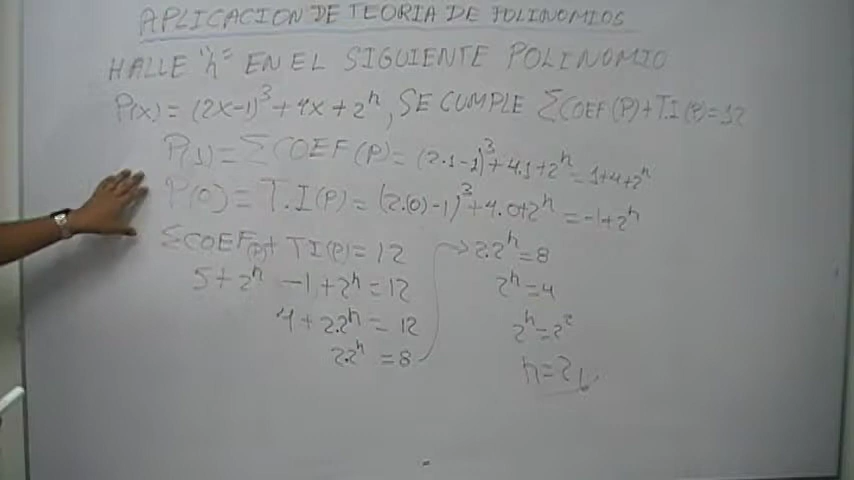 APLICACION DE TEORIA DE POLINOMIOS
HALLE "h" EN EL SIGUIENTE POLINOMIO
P(x) = (2x-1)³ + 4x + 2ʰ, SE CUMPLE ΣCOEF(P) + T.I(P) = 12
P(1) = ΣCOEF(P) = (2.1-1)³ + 4.1 + 2ʰ = 1+4+2ʰ
P(0) = T.I(P) = (2.(0)-1)³ + 4.0 + 2ʰ = -1+2ʰ
ΣCOEF(P) + TI(P) = 12
5+2ʰ -1+2ʰ = 12
4+2.2ʰ = 12
2.2ʰ = 8
→ 2.2ʰ = 8
2ʰ = 4
2ʰ = 2²
h = 2